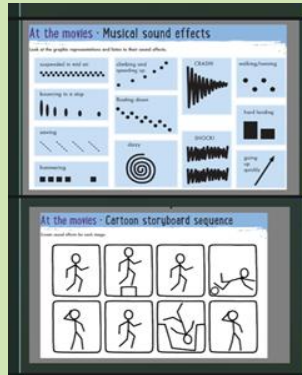 At the movies - Musical sound effects
Look at the graphic representations and listen to their sound effects.
suspended in mid air
climbing and
speeding up
CRASH!
walking/running
bouncing to a stop
floating down
hard landing
sawing
dizzy
SHOCK!
going
up
quickly
hammering
At the movies - Cartoon storyboard sequence
Create sound effects for each image.